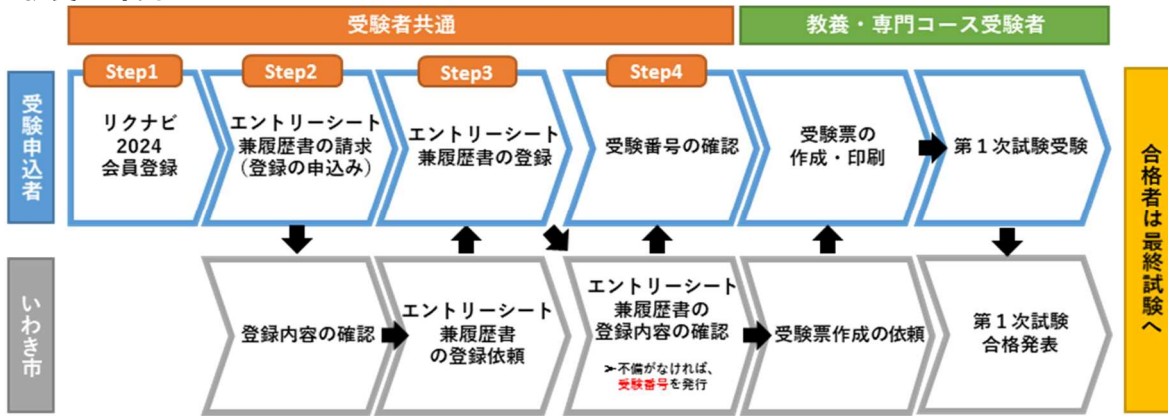 受験者共通
教養・専門コース受験者
受験申込者
Step1
リクナビ
2024
会員登録
Step2
エントリーシート
兼履歴書の請求
（登録の申込み）
Step3
エントリーシート
兼履歴書の登録
Step4
受験番号の確認
受験票の
作成・印刷
第１次試験受験
いわき市
登録内容の確認
エントリーシート
兼履歴書
の登録依頼
エントリーシート
兼履歴書の
登録内容の確認
➢不備がなければ、
受験番号を発行
受験票作成の依頼
第１次試験
合格発表
合格者は最終試験へ